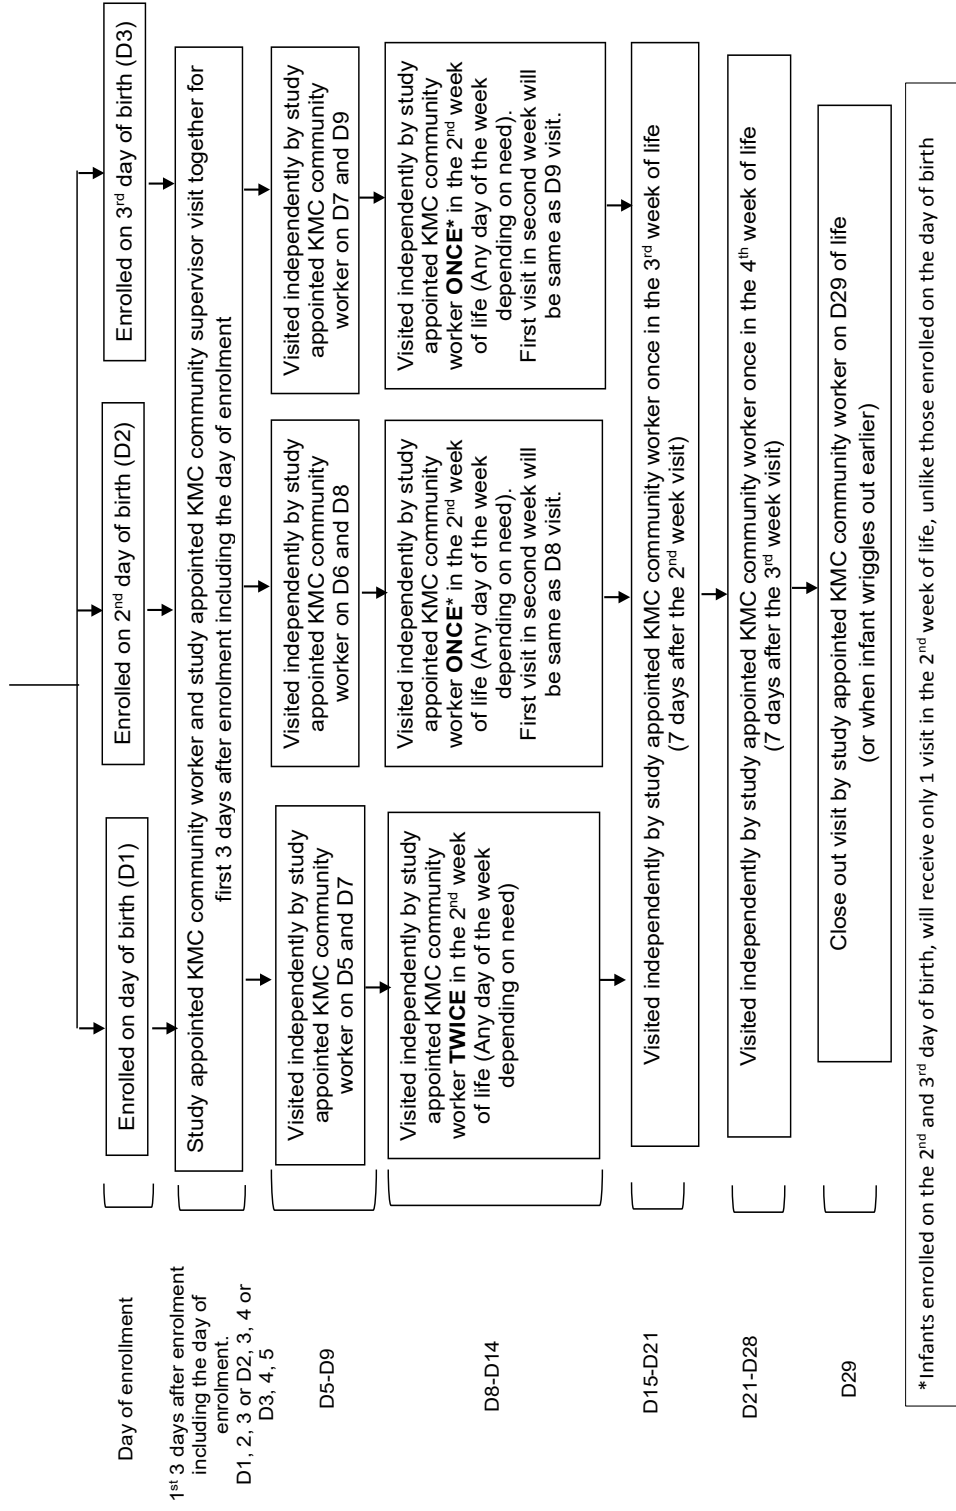 Day of enrollment
Enrolled on day of birth (D1)
Enrolled on 2nd day of birth (D2)
Enrolled on 3rd day of birth (D3)
1st 3 days after enrolment
including the day of
enrolment.
D1, 2, 3 or D2, 3, 4 or
D3, 4, 5
Study appointed KMC community worker and study appointed KMC community supervisor visit together for
first 3 days after enrolment including the day of enrolment
D5-D9
Visited independently by study
appointed KMC community
worker on D5 and D7
Visited independently by study
appointed KMC community
worker on D6 and D8
Visited independently by study
appointed KMC community
worker on D7 and D9
D8-D14
Visited independently by study
appointed KMC community
worker TWICE in the 2nd week
of life (Any day of the week
depending on need)
Visited independently by study
appointed KMC community
worker ONCE* in the 2nd week
of life (Any day of the week
depending on need).
First visit in second week will
be same as D8 visit.
Visited independently by study
appointed KMC community
worker ONCE* in the 2nd week
of life (Any day of the week
depending on need).
First visit in second week will
be same as D9 visit.
D15-D21
Visited independently by study appointed KMC community worker once in the 3rd week of life
(7 days after the 2nd week visit)
D21-D28
Visited independently by study appointed KMC community worker once in the 4th week of life
(7 days after the 3rd week visit)
D29
Close out visit by study appointed KMC community worker on D29 of life
(or when infant wriggles out earlier)
*Infants enrolled on the 2nd and 3rd day of birth, will receive only 1 visit in the 2nd week of life, unlike those enrolled on the day of birth